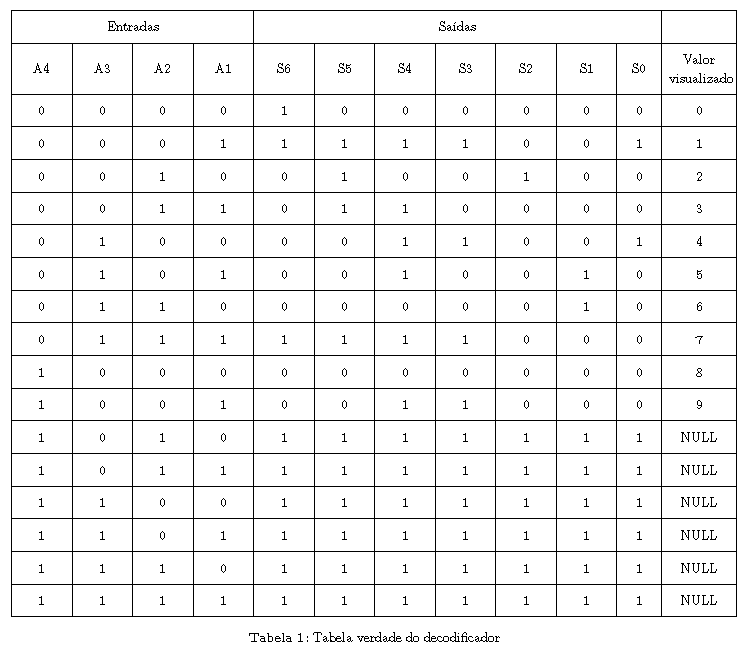 Entradas Saídas
A4 A3 A2 A1 S6 S5 S4 S3 S2 S1 S0 Valor visualizado
0 0 0 0 1 0 0 0 0 0 0 0
0 0 0 1 1 1 1 1 0 0 1 1
0 0 1 0 0 1 0 0 1 0 0 2
0 0 1 1 0 1 1 0 0 0 0 3
0 1 0 0 0 0 1 1 0 0 1 4
0 1 0 1 0 0 1 0 0 1 0 5
0 1 1 0 0 0 0 0 0 1 0 6
0 1 1 1 1 1 1 1 0 0 0 7
1 0 0 0 0 0 0 0 0 0 0 8
1 0 0 1 0 0 1 1 0 0 0 9
1 0 1 0 1 1 1 1 1 1 1 NULL
1 0 1 1 1 1 1 1 1 1 1 NULL
1 1 0 0 1 1 1 1 1 1 1 NULL
1 1 0 1 1 1 1 1 1 1 1 NULL
1 1 1 0 1 1 1 1 1 1 1 NULL
1 1 1 1 1 1 1 1 1 1 1 NULL
Tabela 1: Tabela verdade do decodificador